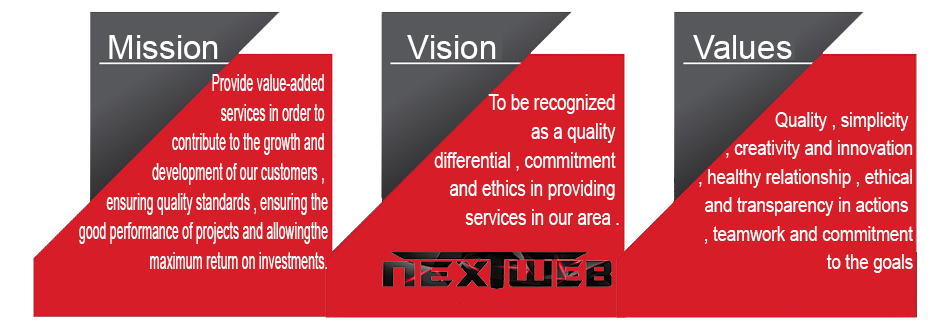 Mission
Provide value-added
services in order to
contribute to the growth and
development of our customers ,
ensuring quality standards , ensuring the
good performance of projects and allowingthe
maximum return on investments.
Vision
To be recognized
as a quality
differential , commitment
and ethics in providing
services in our area .
NEXTWEB
Values
Quality , simplicity
, creativity and innovation
, healthy relationship , ethical
and transparency in actions
, teamwork and commitment
to the goals